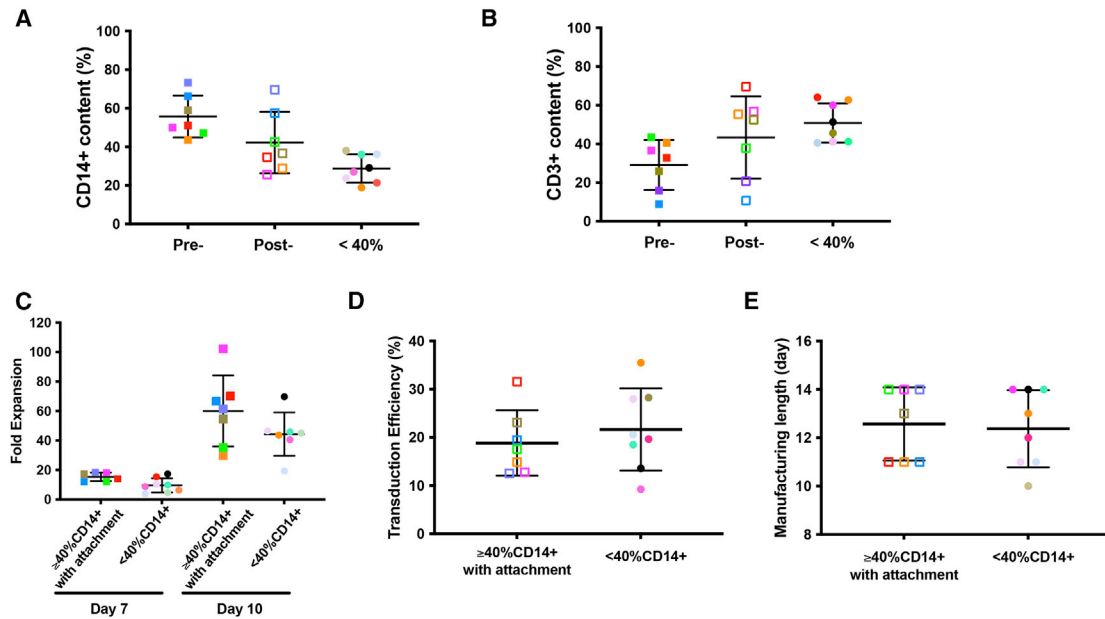 A
CD14+ content (%)
100
80
60
40
20
0
Pre-
Post-
< 40%
B
CD3+ content (%)
100
80
60
40
20
0
Pre-
Post-
< 40%
C
Fold Expansion
120
100
80
60
40
20
0
≥40%CD14+
with attachment
<40%CD14+
≥40%CD14+
with attachment
<40%CD14+
Day 7
Day 10
D
Transduction Efficiency (%)
40
30
20
10
0
≥40%CD14+
with attachment
<40%CD14+
E
Manufacturing length (day)
16
14
12
10
8
≥40%CD14+
with attachment
<40%CD14+